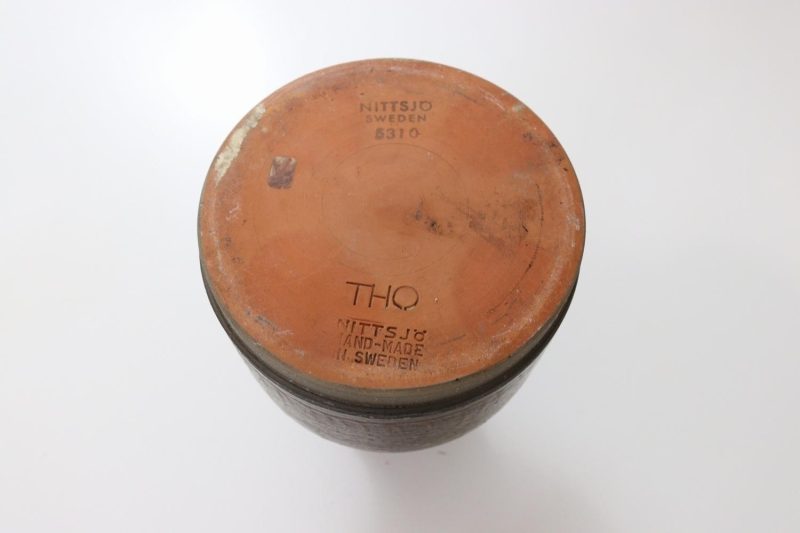 NITTSJÖ
SWEDEN
5310
THO
NITTSJÖ
HAND-MADE
IN SWEDEN